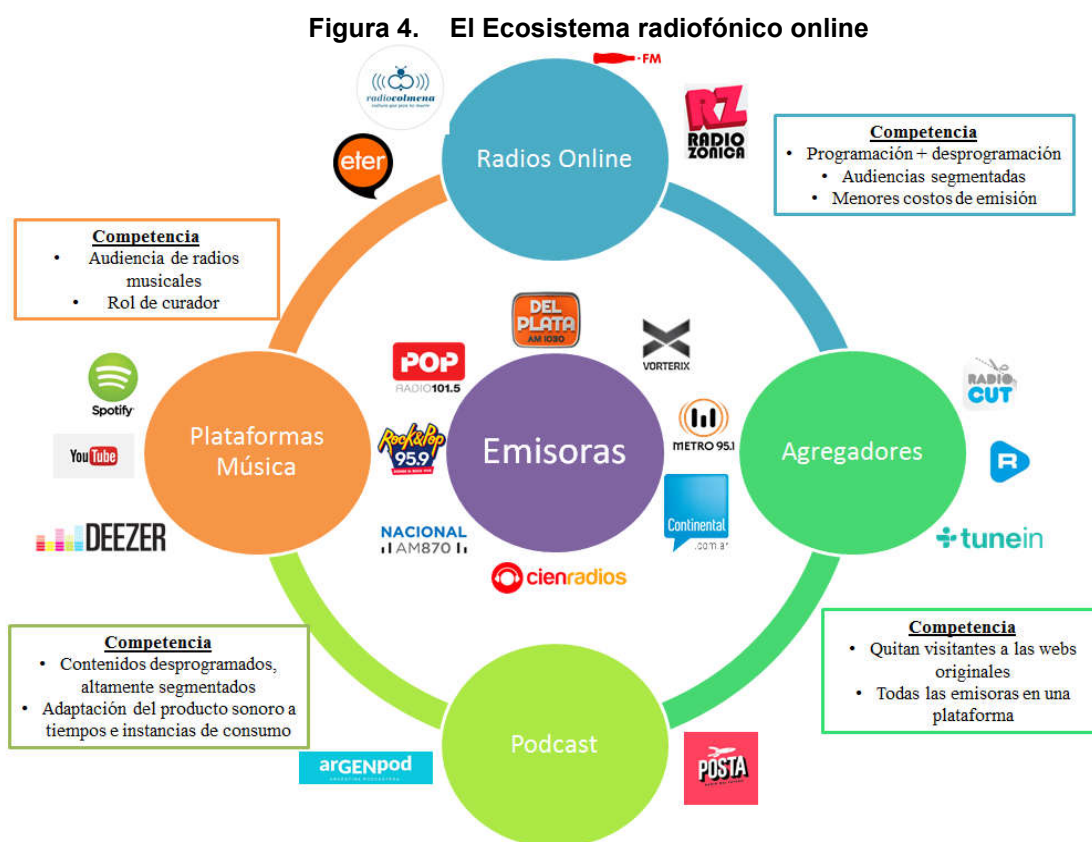 Figura 4. El Ecosistema radiofónico online
-FM
radiocolmena
eter
RZ
RADIO
ZONICA
Radios Online
Competencia
• Programación + desprogramación
• Audiencias segmentadas
• Menores costos de emisión
Competencia
• Audiencia de radios
musicales
• Rol de curador
DEL
PLATA
AM 1030
POP
RADIO101.5
VORTERIX
Spotify
RADIO
CUT
Plataformas
Música
Rock&Pop
95.9
Emisoras
METRO 95.1
Agregadores
YouTube
R
Continental
.com.ar
DEEZER
NACIONAL
AM870
tunein
cienradios
Competencia
• Contenidos desprogramados,
altamente segmentados
• Adaptación del producto sonoro a
tiempos e instancias de consumo
Competencia
• Quitan visitantes a las webs
originales
• Todas las emisoras en una
plataforma
Podcast
arGENpod
POSTA